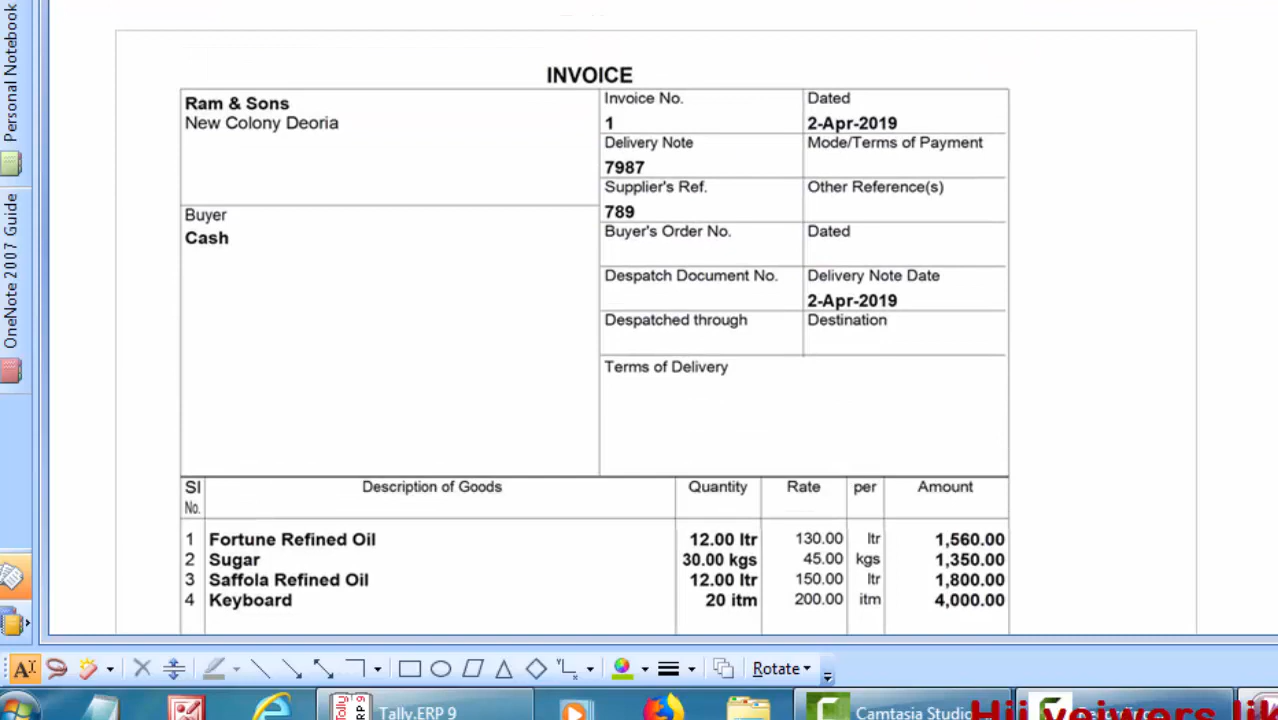 Personal Notebook
OneNote 2007 Guide
INVOICE
Ram & Sons
New Colony Deoria
Invoice No.
1
Dated
2-Apr-2019
Delivery Note
7987
Mode/Terms of Payment
Supplier's Ref.
789
Other Reference(s)
Buyer
Cash
Buyer's Order No.
Dated
Despatch Document No.
Delivery Note Date
2-Apr-2019
Despatched through
Destination
Terms of Delivery
Sl No. Description of Goods Quantity Rate per Amount
1 Fortune Refined Oil 12.00 ltr 130.00 ltr 1,560.00
2 Sugar 30.00 kgs 45.00 kgs 1,350.00
3 Saffola Refined Oil 12.00 ltr 150.00 ltr 1,800.00
4 Keyboard 20 itm 200.00 itm 4,000.00
Rotate
Tally.ERP 9
Camtasia Studio
Hii veiwers lik